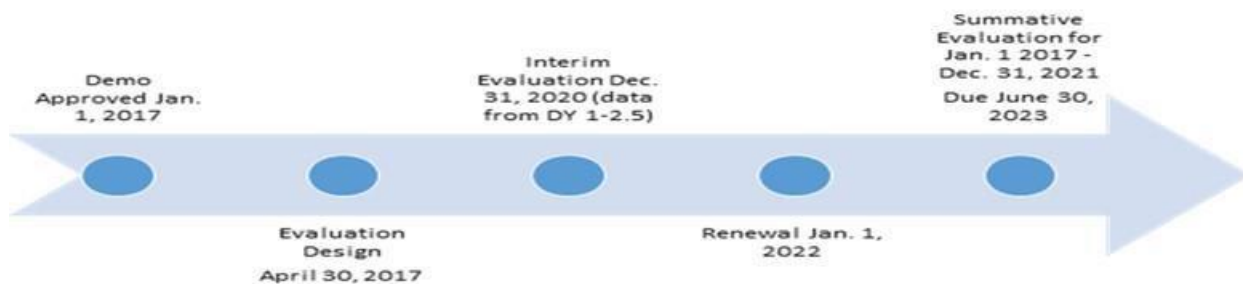 Demo
Approved Jan.
1, 2017
Evaluation
Design
April 30, 2017
Interim
Evaluation Dec.
31, 2020 (data
from DY 1-2.5)
Renewal Jan. 1,
2022
Summative
Evaluation for
Jan. 1 2017 -
Dec. 31, 2021
Due June 30,
2023